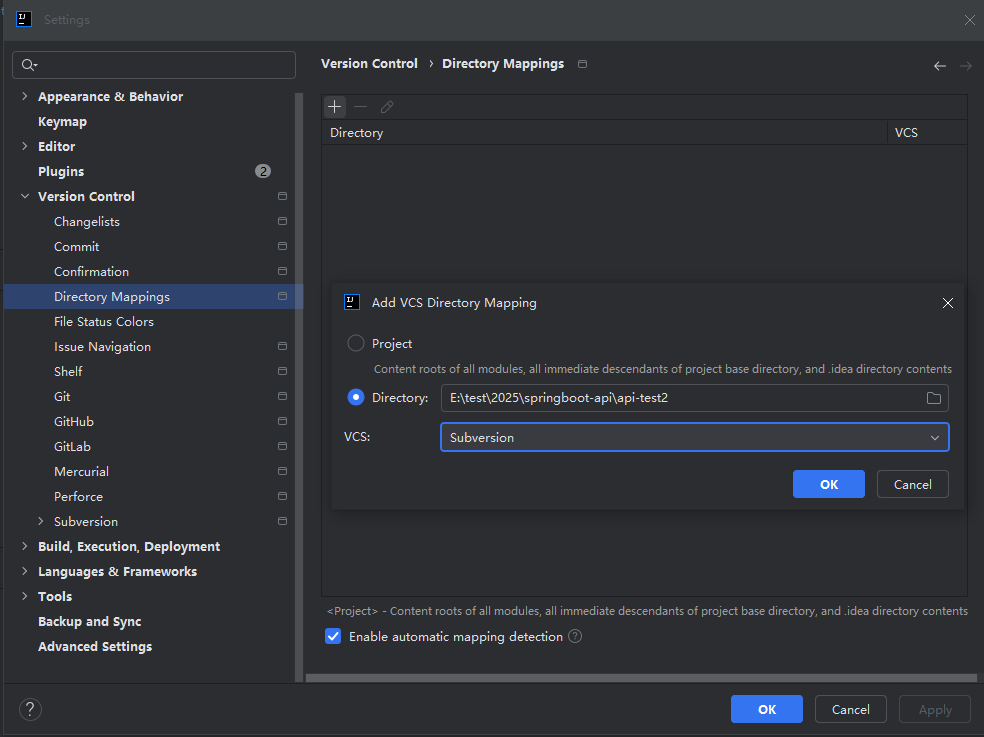 Settings
Version Control › Directory Mappings
Appearance & Behavior
Keymap
Editor
Plugins 2
Version Control
Changelists
Commit
Confirmation
Directory Mappings
File Status Colors
Issue Navigation
Shelf
Git
GitHub
GitLab
Mercurial
Perforce
Subversion
Build, Execution, Deployment
Languages & Frameworks
Tools
Backup and Sync
Advanced Settings
Directory VCS
Add VCS Directory Mapping
Project
Content roots of all modules, all immediate descendants of project base directory, and .idea directory contents
Directory: E:\test\2025\springboot-api\api-test2
VCS: Subversion
OK Cancel
<Project> - Content roots of all modules, all immediate descendants of project base directory, and .idea directory contents
Enable automatic mapping detection ?
? OK Cancel Apply